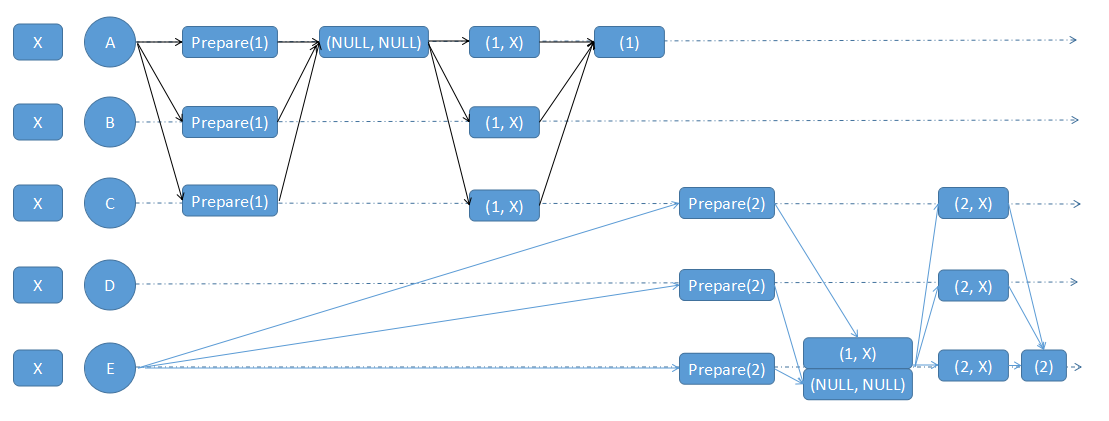 X A Prepare(1) (NULL, NULL) (1, X) (1)
X B Prepare(1) (1, X)
X C Prepare(1) (1, X) Prepare(2) (2, X)
X D Prepare(2) (2, X)
(1, X)
X E Prepare(2) (2, X) (2)
(NULL, NULL)